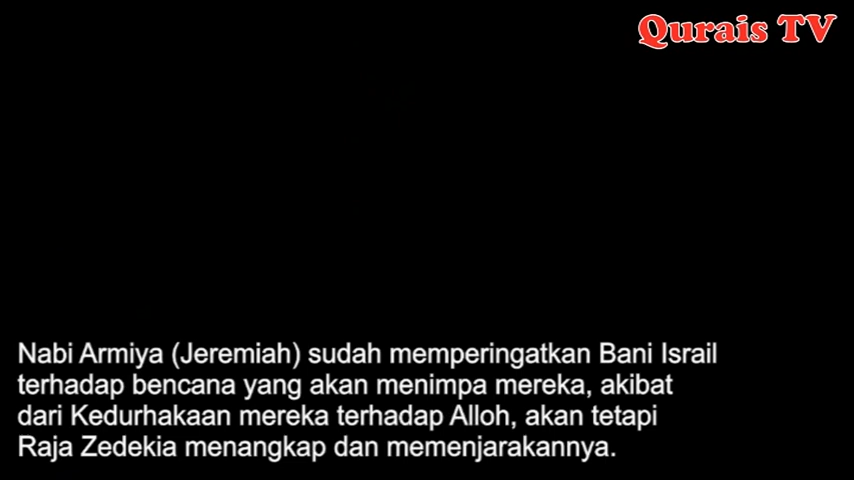 Qurais TV
Nabi Armiya (Jeremiah) sudah memperingatkan Bani Israil
terhadap bencana yang akan menimpa mereka, akibat
dari Kedurhakaan mereka terhadap Alloh, akan tetapi
Raja Zedekia menangkap dan memenjarakannya.